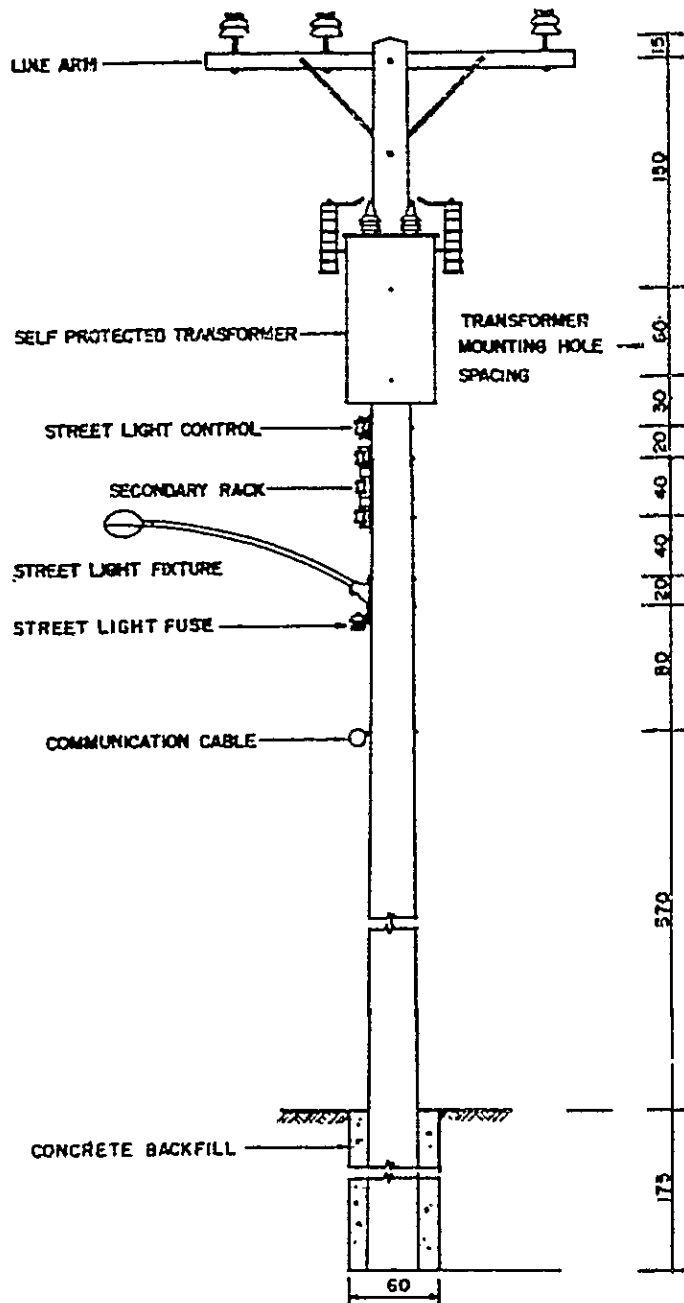 15
LINE ARM
150
SELF PROTECTED TRANSFORMER
TRANSFORMER
MOUNTING HOLE
SPACING
60
30
STREET LIGHT CONTROL
20
SECONDARY RACK
40
40
STREET LIGHT FIXTURE
20
STREET LIGHT FUSE
80
COMMUNICATION CABLE
570
CONCRETE BACKFILL
175
60